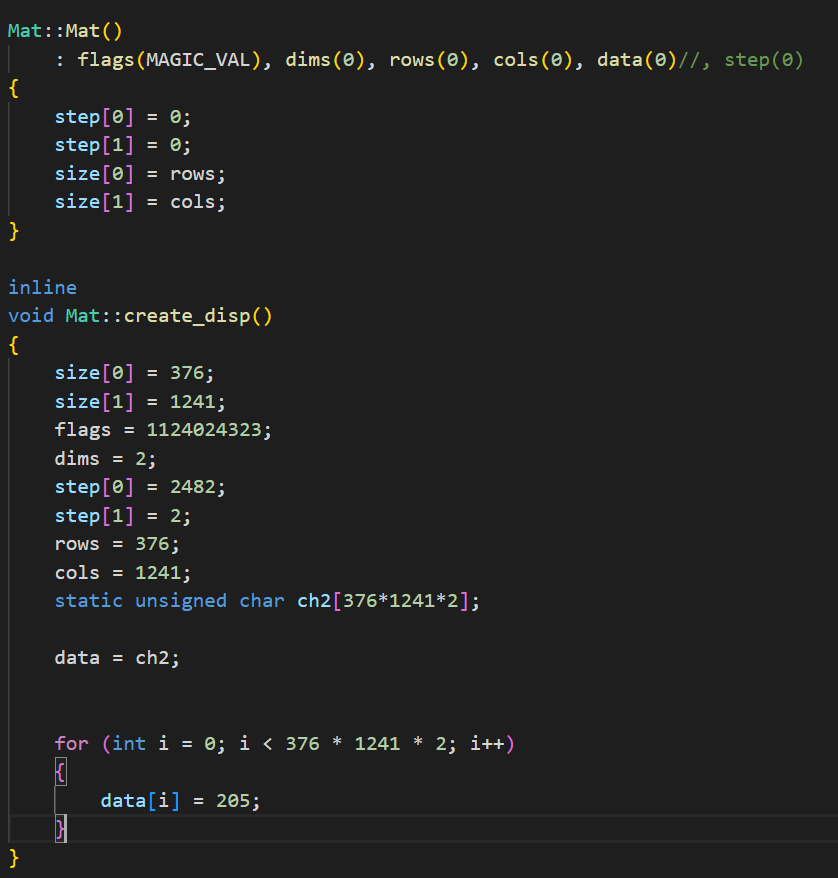 Mat::Mat()
    : flags(MAGIC_VAL), dims(0), rows(0), cols(0), data(0)//, step(0)
{
    step[0] = 0;
    step[1] = 0;
    size[0] = rows;
    size[1] = cols;
}

inline
void Mat::create_disp()
{
    size[0] = 376;
    size[1] = 1241;
    flags = 1124024323;
    dims = 2;
    step[0] = 2482;
    step[1] = 2;
    rows = 376;
    cols = 1241;
    static unsigned char ch2[376*1241*2];

    data = ch2;


    for (int i = 0; i < 376 * 1241 * 2; i++)
    {
        data[i] = 205;
    }
}